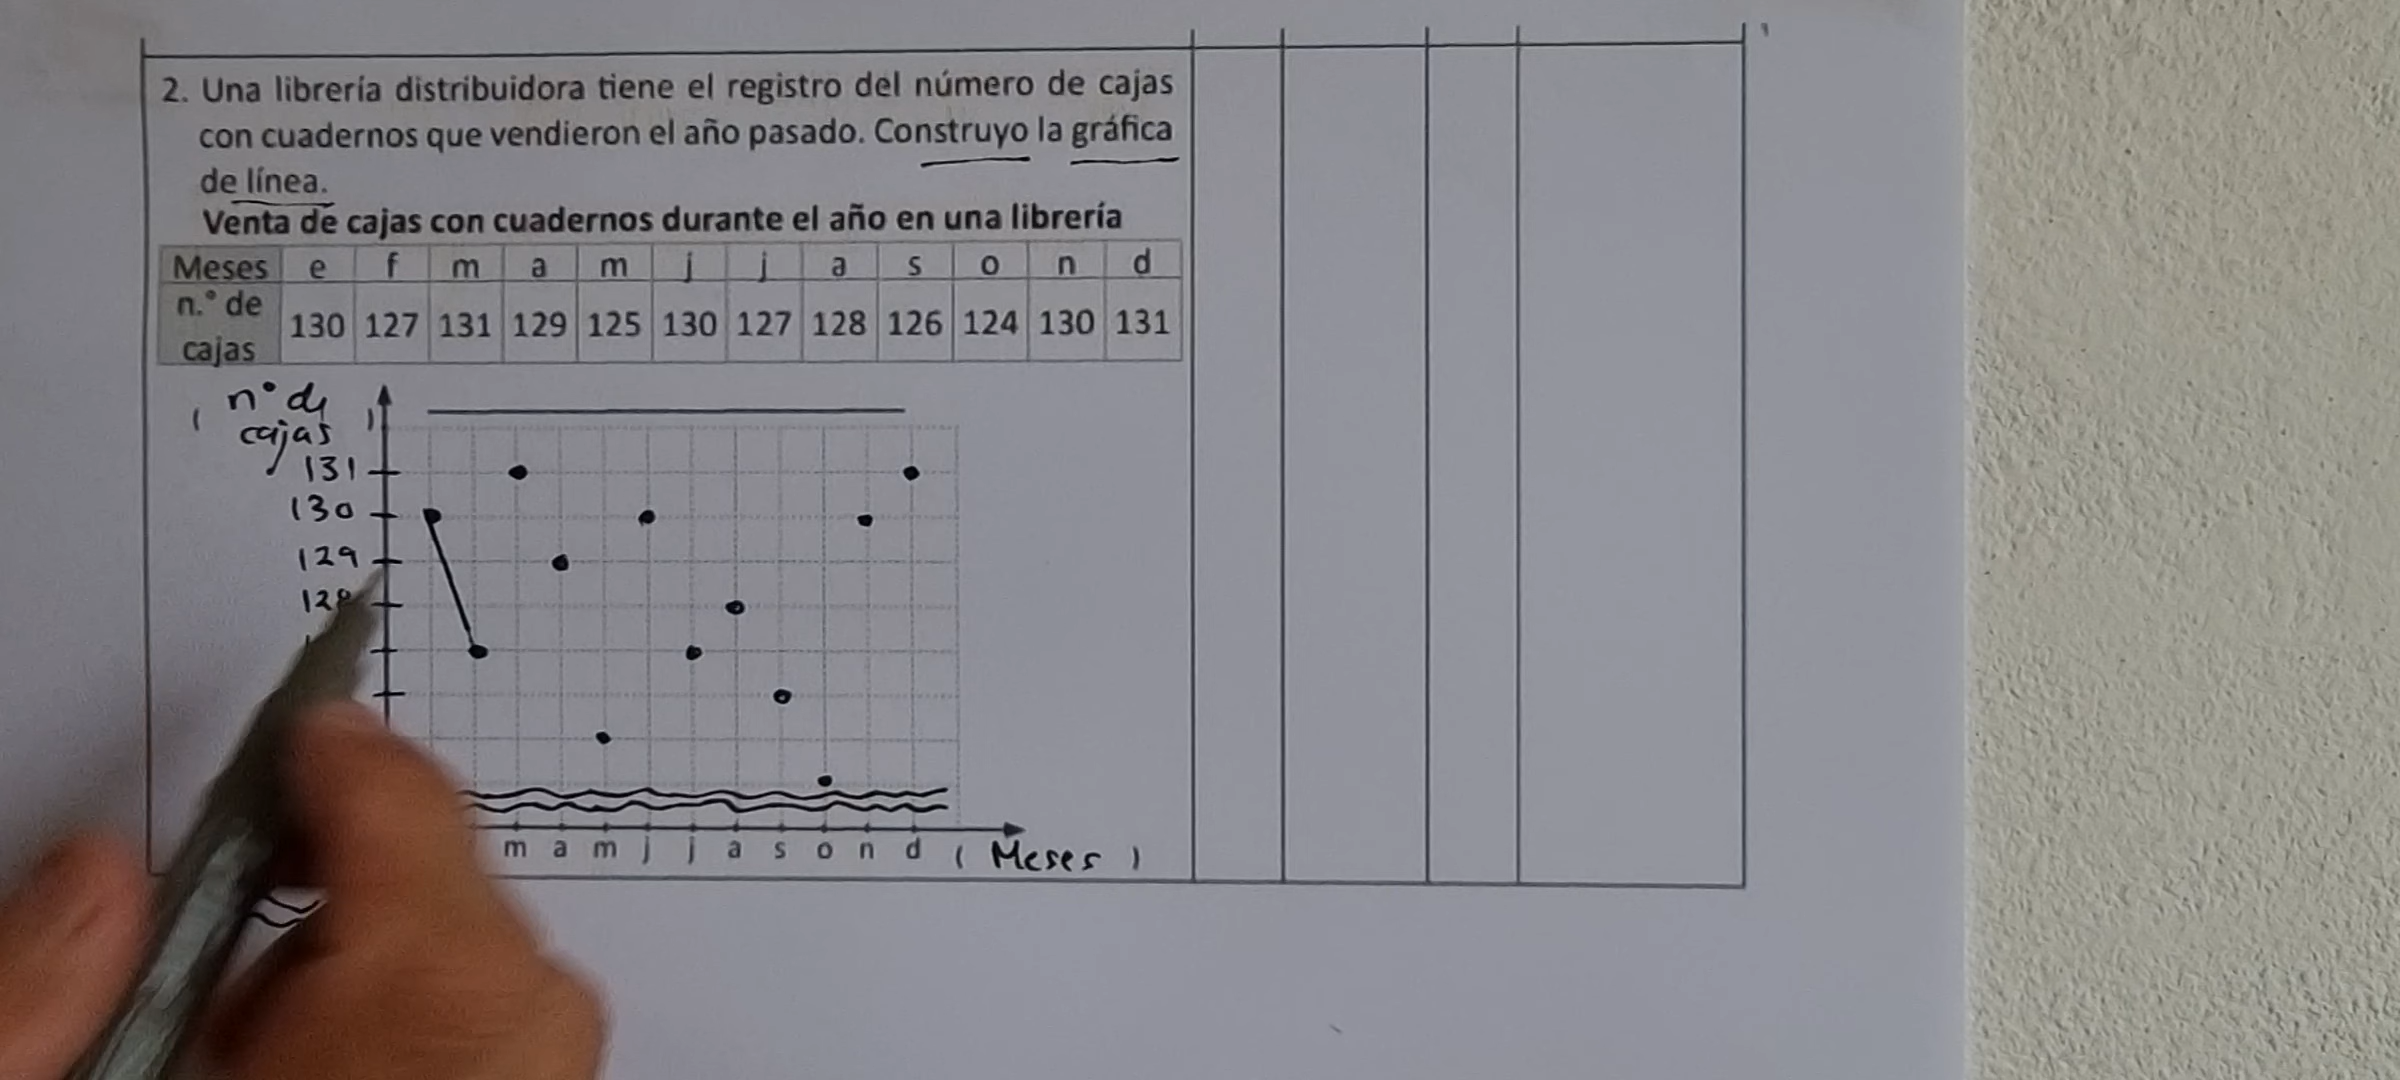 2. Una librería distribuidora tiene el registro del número de cajas
con cuadernos que vendieron el año pasado. Construyo la gráfica
de línea.
Venta de cajas con cuadernos durante el año en una librería
Meses e f m a m j j a s o n d
n.° de cajas 130 127 131 129 125 130 127 128 126 124 130 131
( n° de )
cajas
131
130
129
128
m a m j j a s o n d ( Meses )